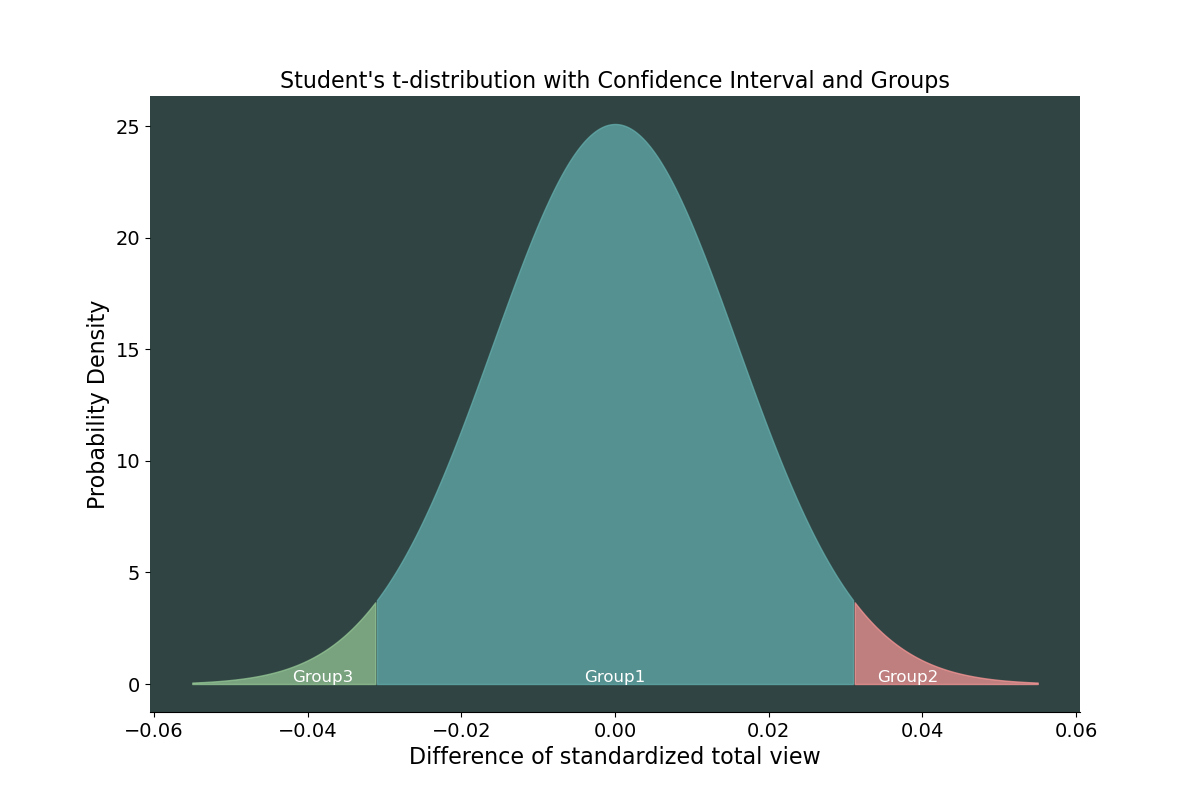 Student's t-distribution with Confidence Interval and Groups
25
20
15
10
5
0
Probability Density
Group3
Group1
Group2
−0.06
−0.04
−0.02
0.00
0.02
0.04
0.06
Difference of standardized total view